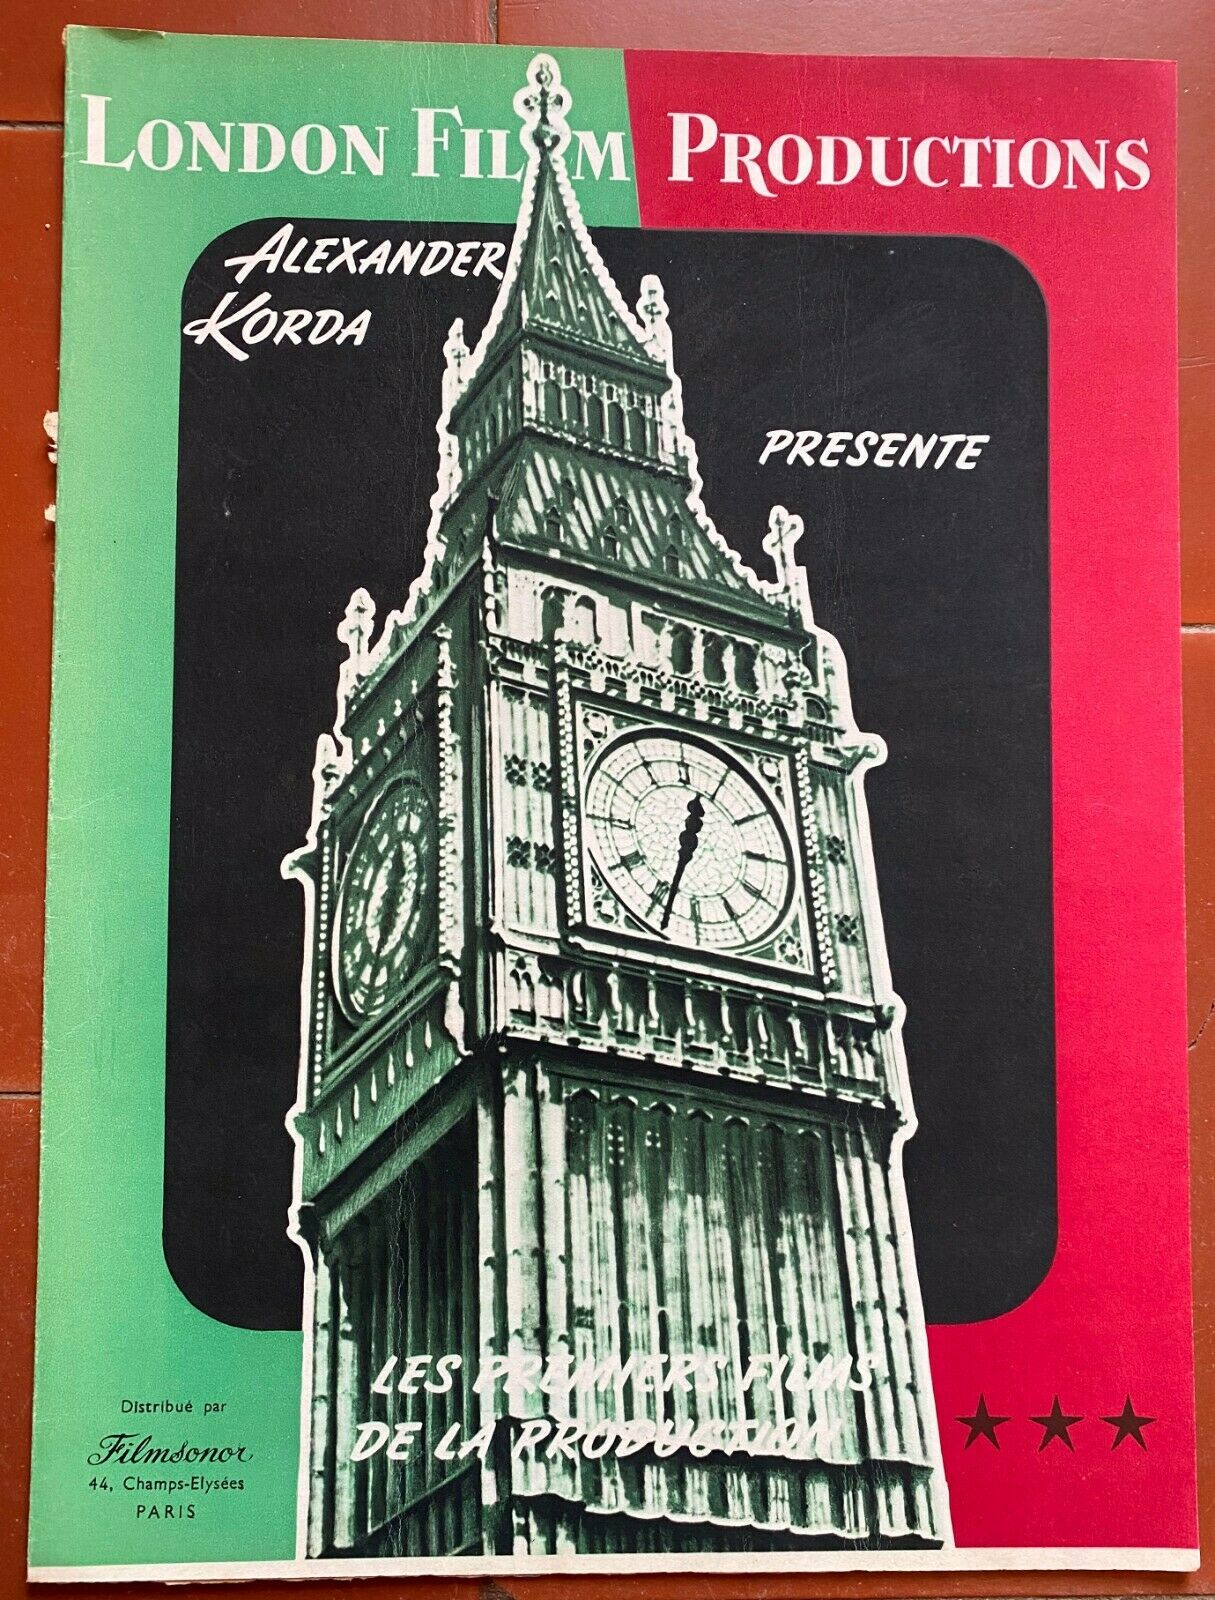 LONDON FILM PRODUCTIONS
ALEXANDER
KORDA
PRESENTE
LES PREMIERS FILMS
DE LA PRODUCTION
Distribué par
Filmsonor
44, Champs-Elysées
PARIS